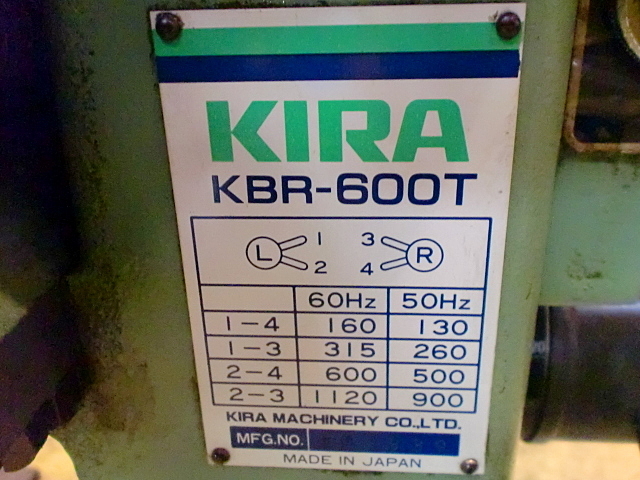 KIRA
KBR-600T
L 1 2 3 4 R
60Hz 50Hz
1-4 160 130
1-3 315 260
2-4 600 500
2-3 1120 900
KIRA MACHINERY CO.,LTD.
MFG.NO.
MADE IN JAPAN